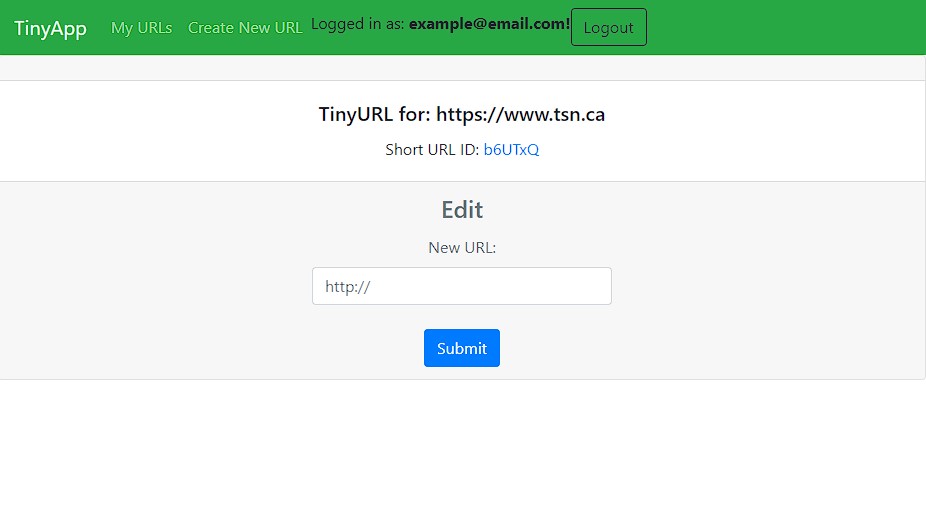 TinyApp My URLs Create New URL Logged in as: example@email.com! Logout
TinyURL for: https://www.tsn.ca
Short URL ID: b6UTxQ
Edit
New URL:
http://
Submit